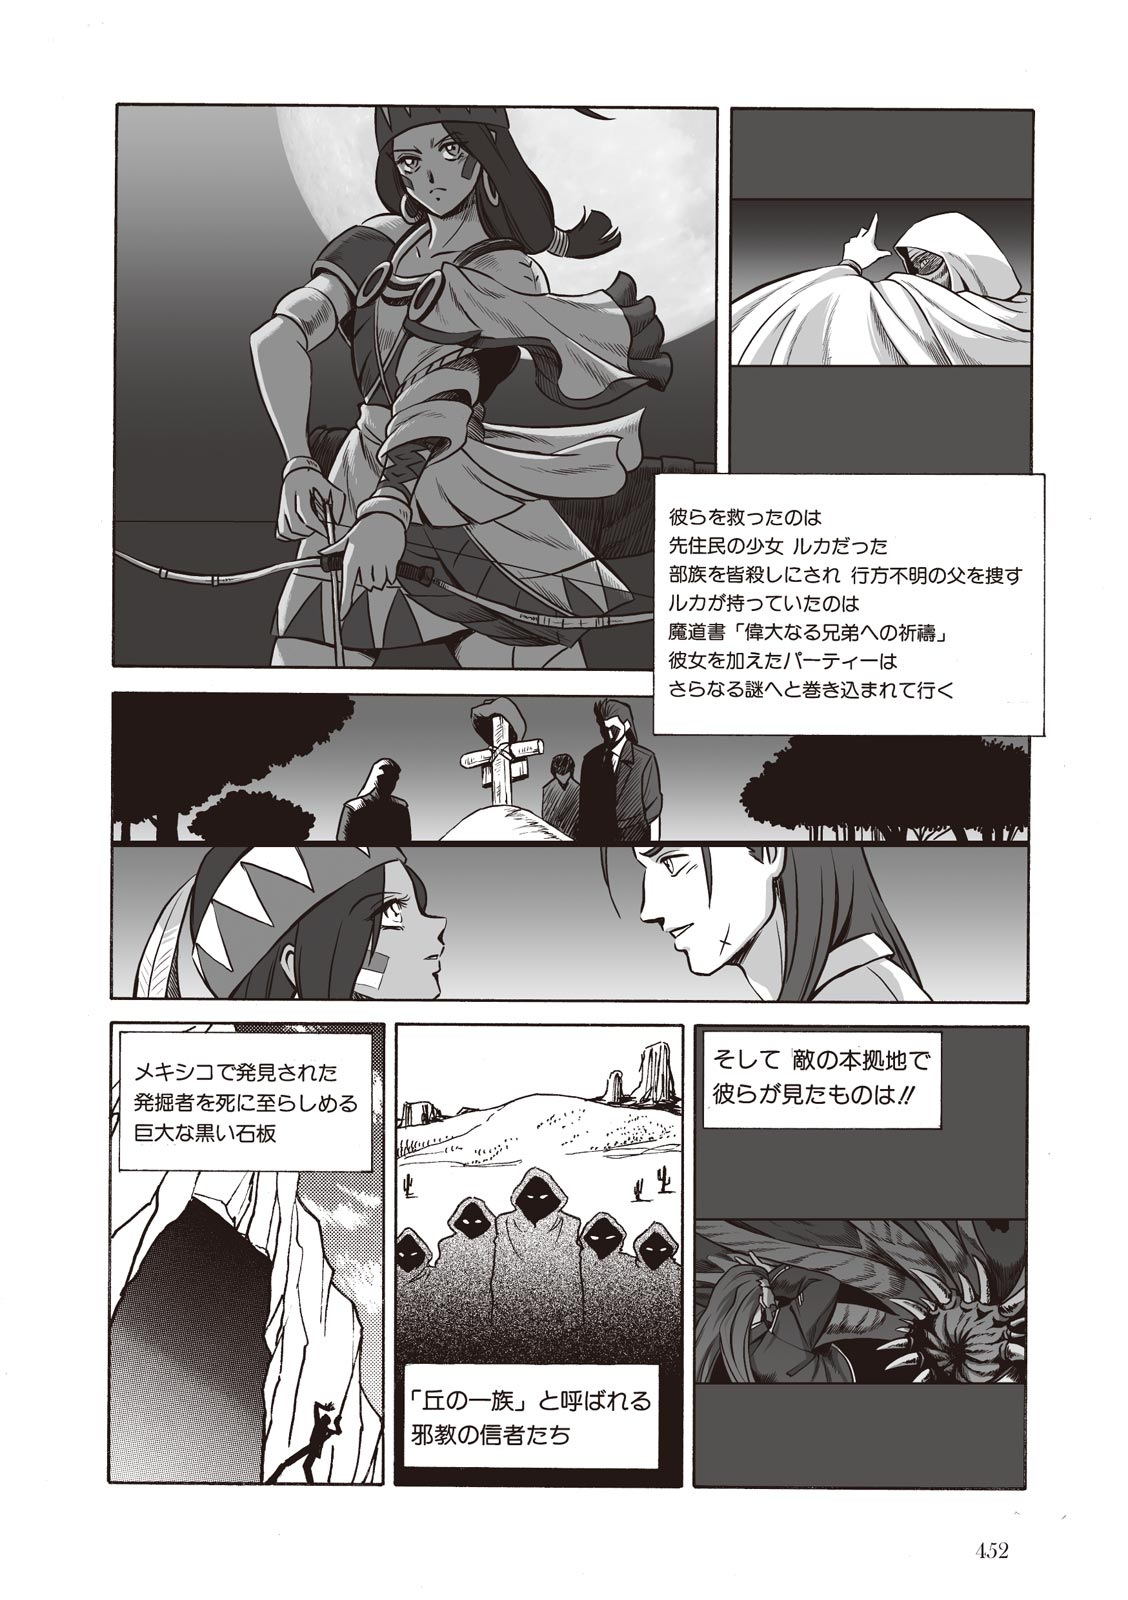 彼らを救ったのは
先住民の少女 ルカだった
部族を皆殺しにされ 行方不明の父を捜す
ルカが持っていたのは
魔道書「偉大なる兄弟への祈禱」
彼女を加えたパーティーは
さらなる謎へと巻き込まれて行く
メキシコで発見された
発掘者を死に至らしめる
巨大な黒い石板
「丘の一族」と呼ばれる
邪教の信者たち
そして 敵の本拠地で
彼らが見たものは!!
452